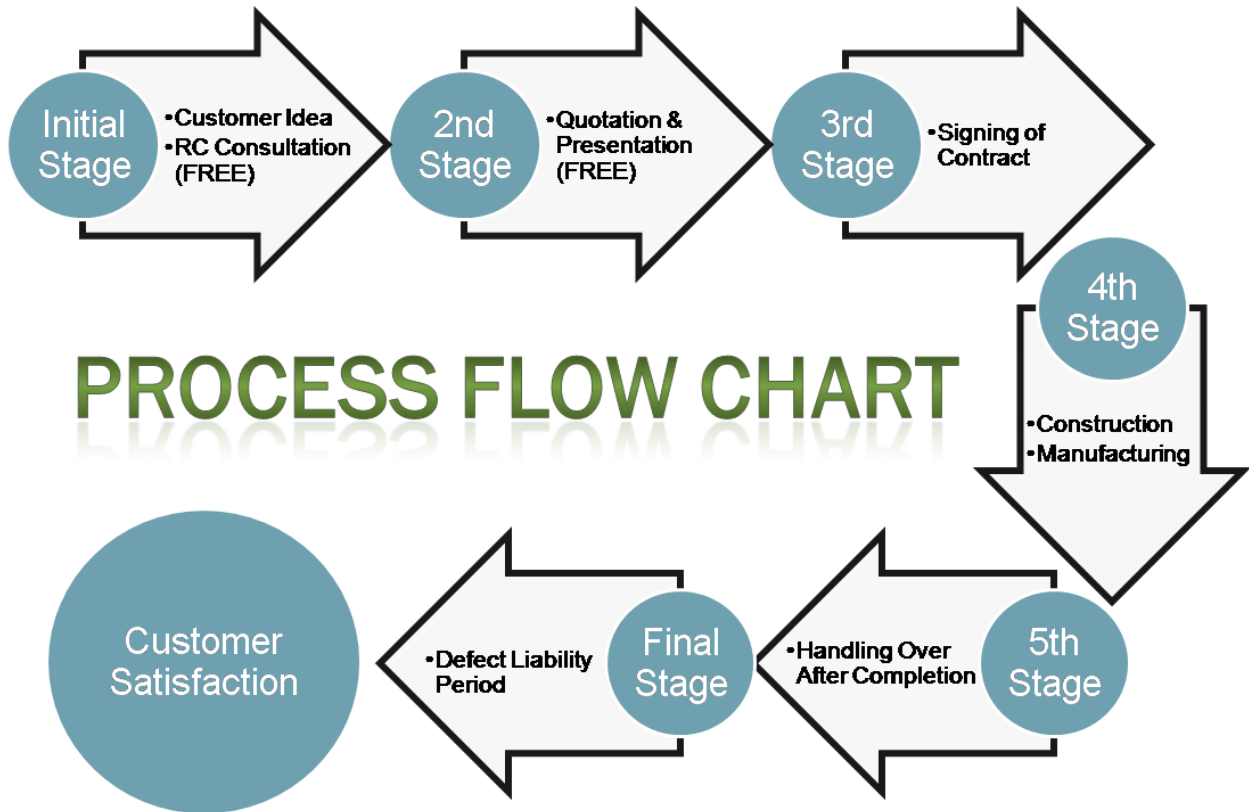 Initial
Stage
•Customer Idea
•RC Consultation
(FREE)
2nd
Stage
•Quotation &
Presentation
(FREE)
3rd
Stage
•Signing of
Contract
4th
Stage
•Construction
•Manufacturing
PROCESS FLOW CHART
5th
Stage
•Handling Over
After Completion
Final
Stage
•Defect Liability
Period
Customer
Satisfaction